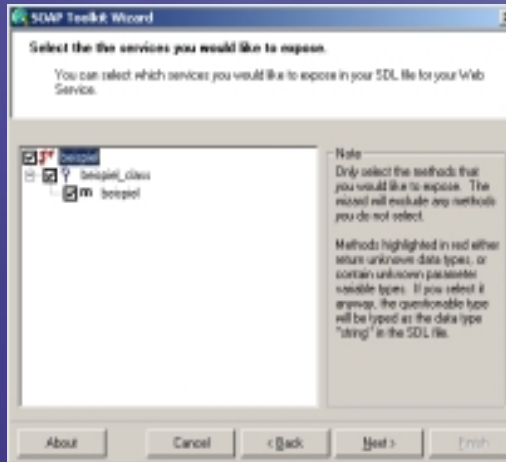 SOAP Toolkit Wizard
Select the the services you would like to expose.
You can select which services you would like to expose in your SDL file for your Web
Service.
beispiel
beispiel_class
m beispiel
Note
Only select the methods that
you would like to expose. The
wizard will exclude any methods
you do not select.
Methods highlighted in red either
return unknown data types, or
contain unknown parameter
variable types. If you select it
anyway, the questionable type
will be typed as the data type
"string" in the SDL file.
About
Cancel
< Back
Next >
Finish